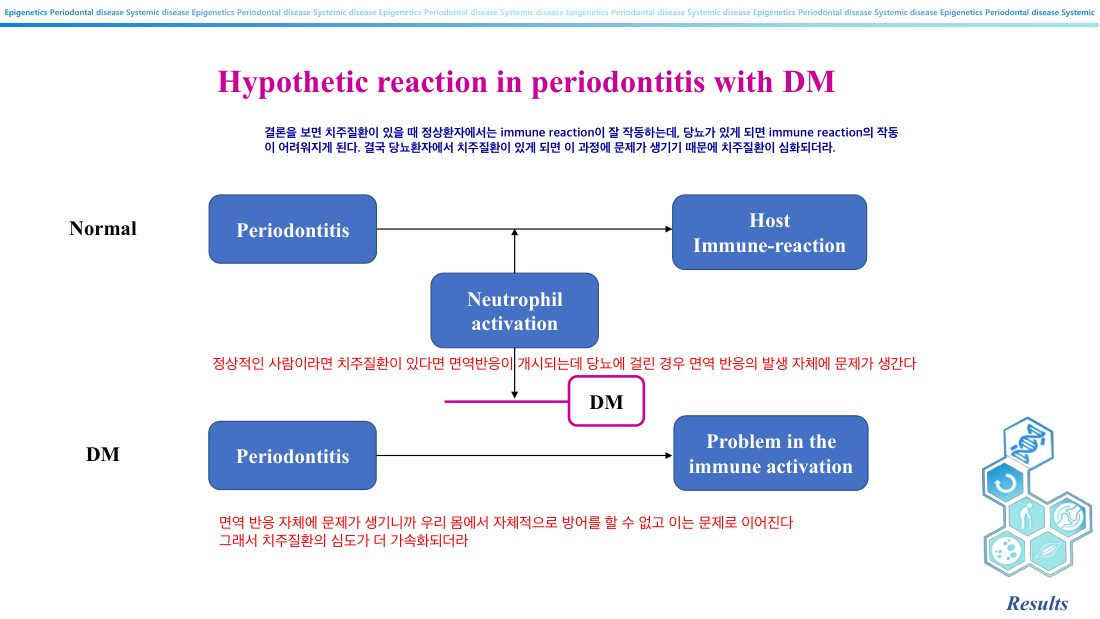 Epigenetics Periodontal disease Systemic disease Epigenetics Periodontal disease Systemic disease Epigenetics Periodontal disease Systemic disease Epigenetics Periodontal disease Systemic disease Epigenetics Periodontal disease Systemic disease Epigenetics Periodontal disease Systemic
Hypothetic reaction in periodontitis with DM
결론을 보면 치주질환이 있을 때 정상환자에서는 immune reaction이 잘 작동하는데, 당뇨가 있게 되면 immune reaction의 작동
이 어려워지게 된다. 결국 당뇨환자에서 치주질환이 있게 되면 이 과정에 문제가 생기기 때문에 치주질환이 심화되더라.
Normal
Periodontitis
Host
Immune-reaction
Neutrophil
activation
정상적인 사람이라면 치주질환이 있다면 면역반응이 개시되는데 당뇨에 걸린 경우 면역 반응의 발생 자체에 문제가 생간다
DM
DM
Periodontitis
Problem in the
immune activation
면역 반응 자체에 문제가 생기니까 우리 몸에서 자체적으로 방어를 할 수 없고 이는 문제로 이어진다
그래서 치주질환의 심도가 더 가속화되더라
Results